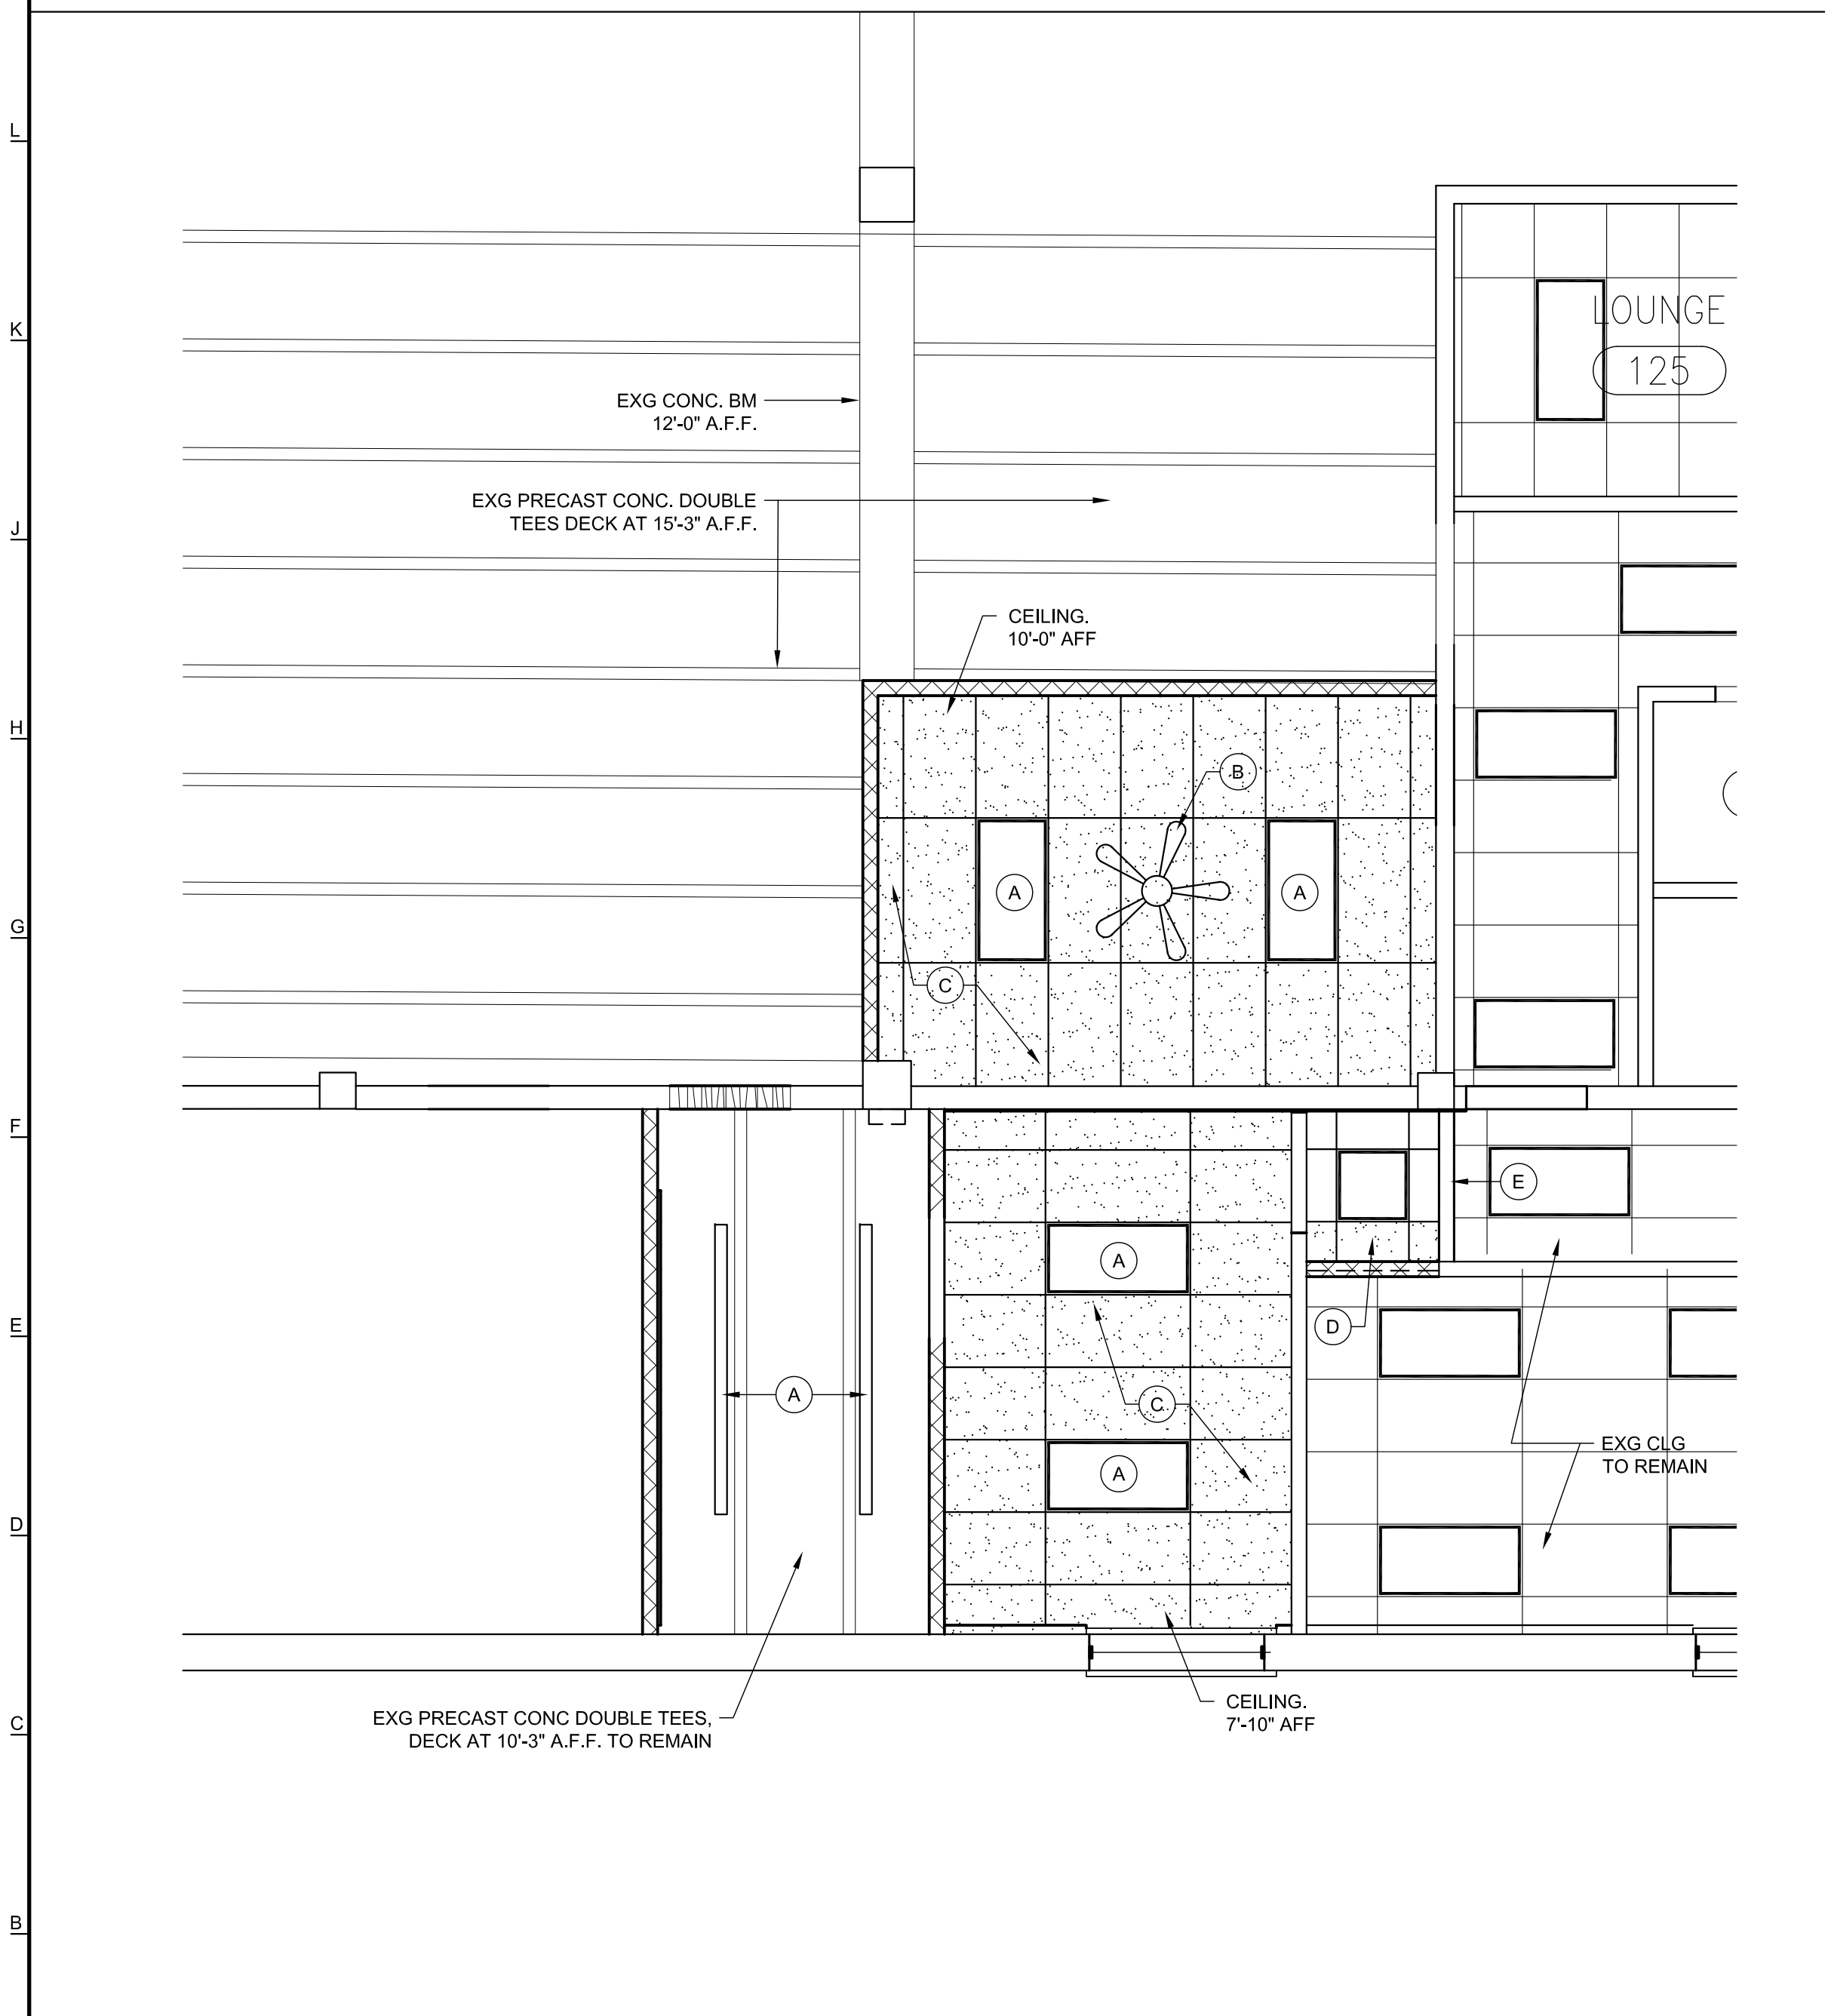 L
K
LOUNGE
125
EXG CONC. BM
12'-0" A.F.F.
EXG PRECAST CONC. DOUBLE
TEES DECK AT 15'-3" A.F.F.
J
CEILING.
10'-0" AFF
H
B
A
A
G
C
F
E
A
D
E
A
C
EXG CLG
TO REMAIN
A
D
CEILING.
7'-10" AFF
EXG PRECAST CONC DOUBLE TEES,
DECK AT 10'-3" A.F.F. TO REMAIN
C
B